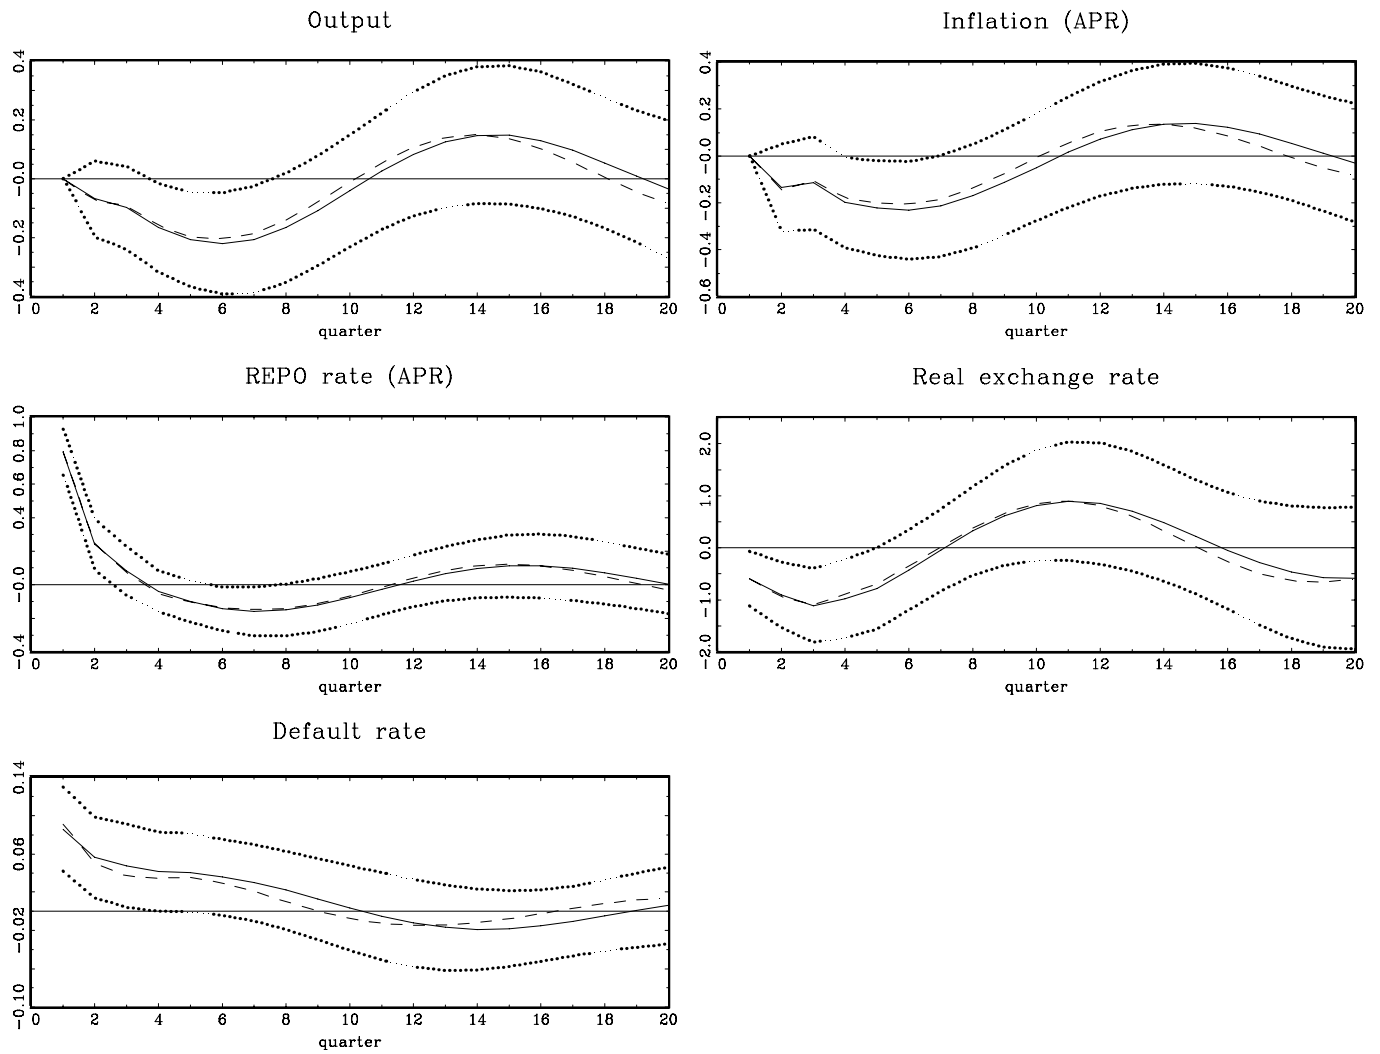 Output
0.4
0.2
−0.0
−0.2
−0.4
0 2 4 6 8 10 12 14 16 18 20
quarter
Inflation (APR)
0.4
0.2
−0.0
−0.2
−0.4
−0.6
0 2 4 6 8 10 12 14 16 18 20
quarter
REPO rate (APR)
1.0
0.8
0.6
0.4
−0.0
−0.4
0 2 4 6 8 10 12 14 16 18 20
quarter
Real exchange rate
2.0
1.0
0.0
−1.0
−2.0
0 2 4 6 8 10 12 14 16 18 20
quarter
Default rate
0.14
0.06
−0.02
−0.10
0 2 4 6 8 10 12 14 16 18 20
quarter